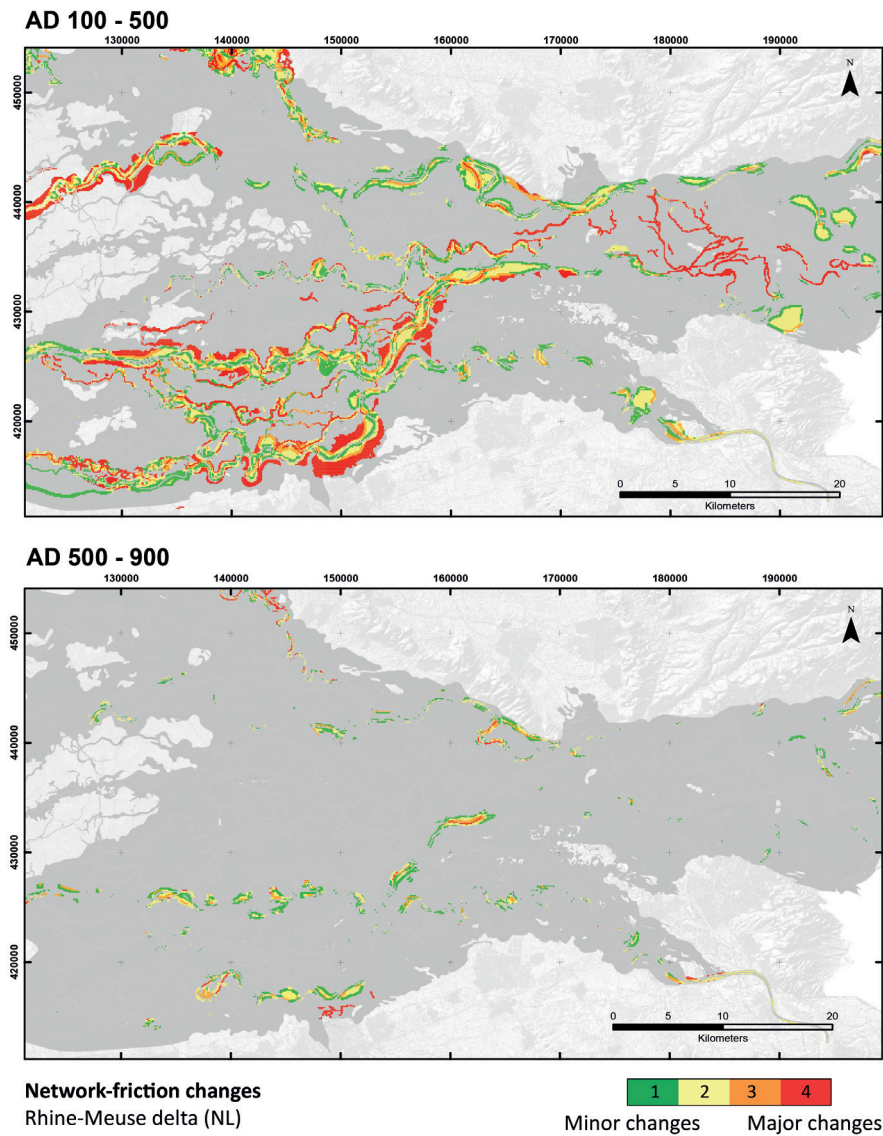 AD 100 - 500
130000 140000 150000 160000 170000 180000 190000
450000
440000
430000
420000
N
0 5 10 20
Kilometers
AD 500 - 900
130000 140000 150000 160000 170000 180000 190000
450000
440000
430000
420000
N
0 5 10 20
Kilometers
Network-friction changes
Rhine-Meuse delta (NL)
1 2 3 4
Minor changes Major changes